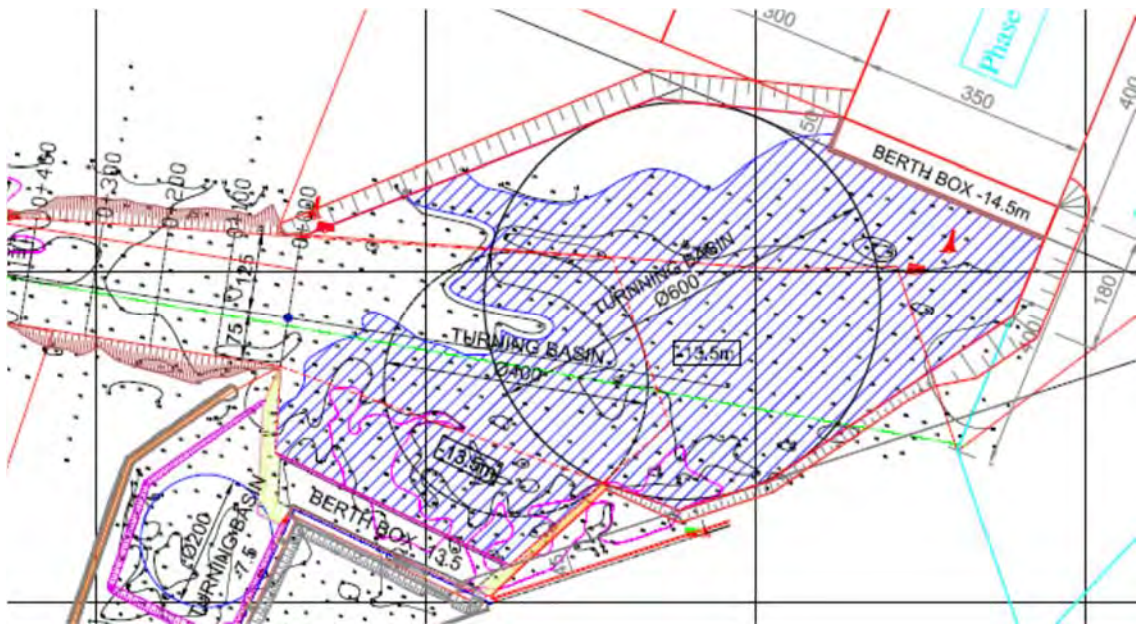 300
Phase
350
400
50
BERTH BOX -14.5m
0+400
0+300
0+200
0+100
0+000
125
75
TURNNING BASIN
Ø600
180
TURNING BASIN
Ø400
-13.5m
-13.5m
BERTH BOX -13.5
Ø200
TURNING BASIN
-7.5